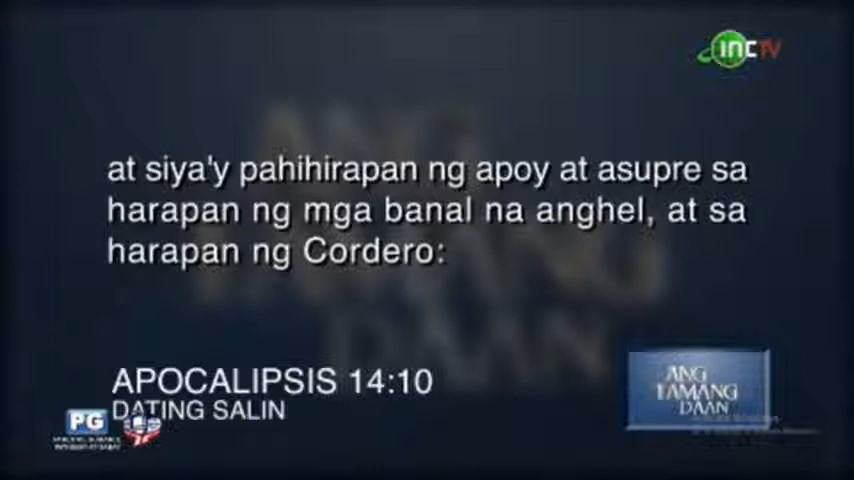 iNCTV
at siya'y pahihirapan ng apoy at asupre sa
harapan ng mga banal na anghel, at sa
harapan ng Cordero:
APOCALIPSIS 14:10
DATING SALIN
ANG
TAMANG
DAAN
PG